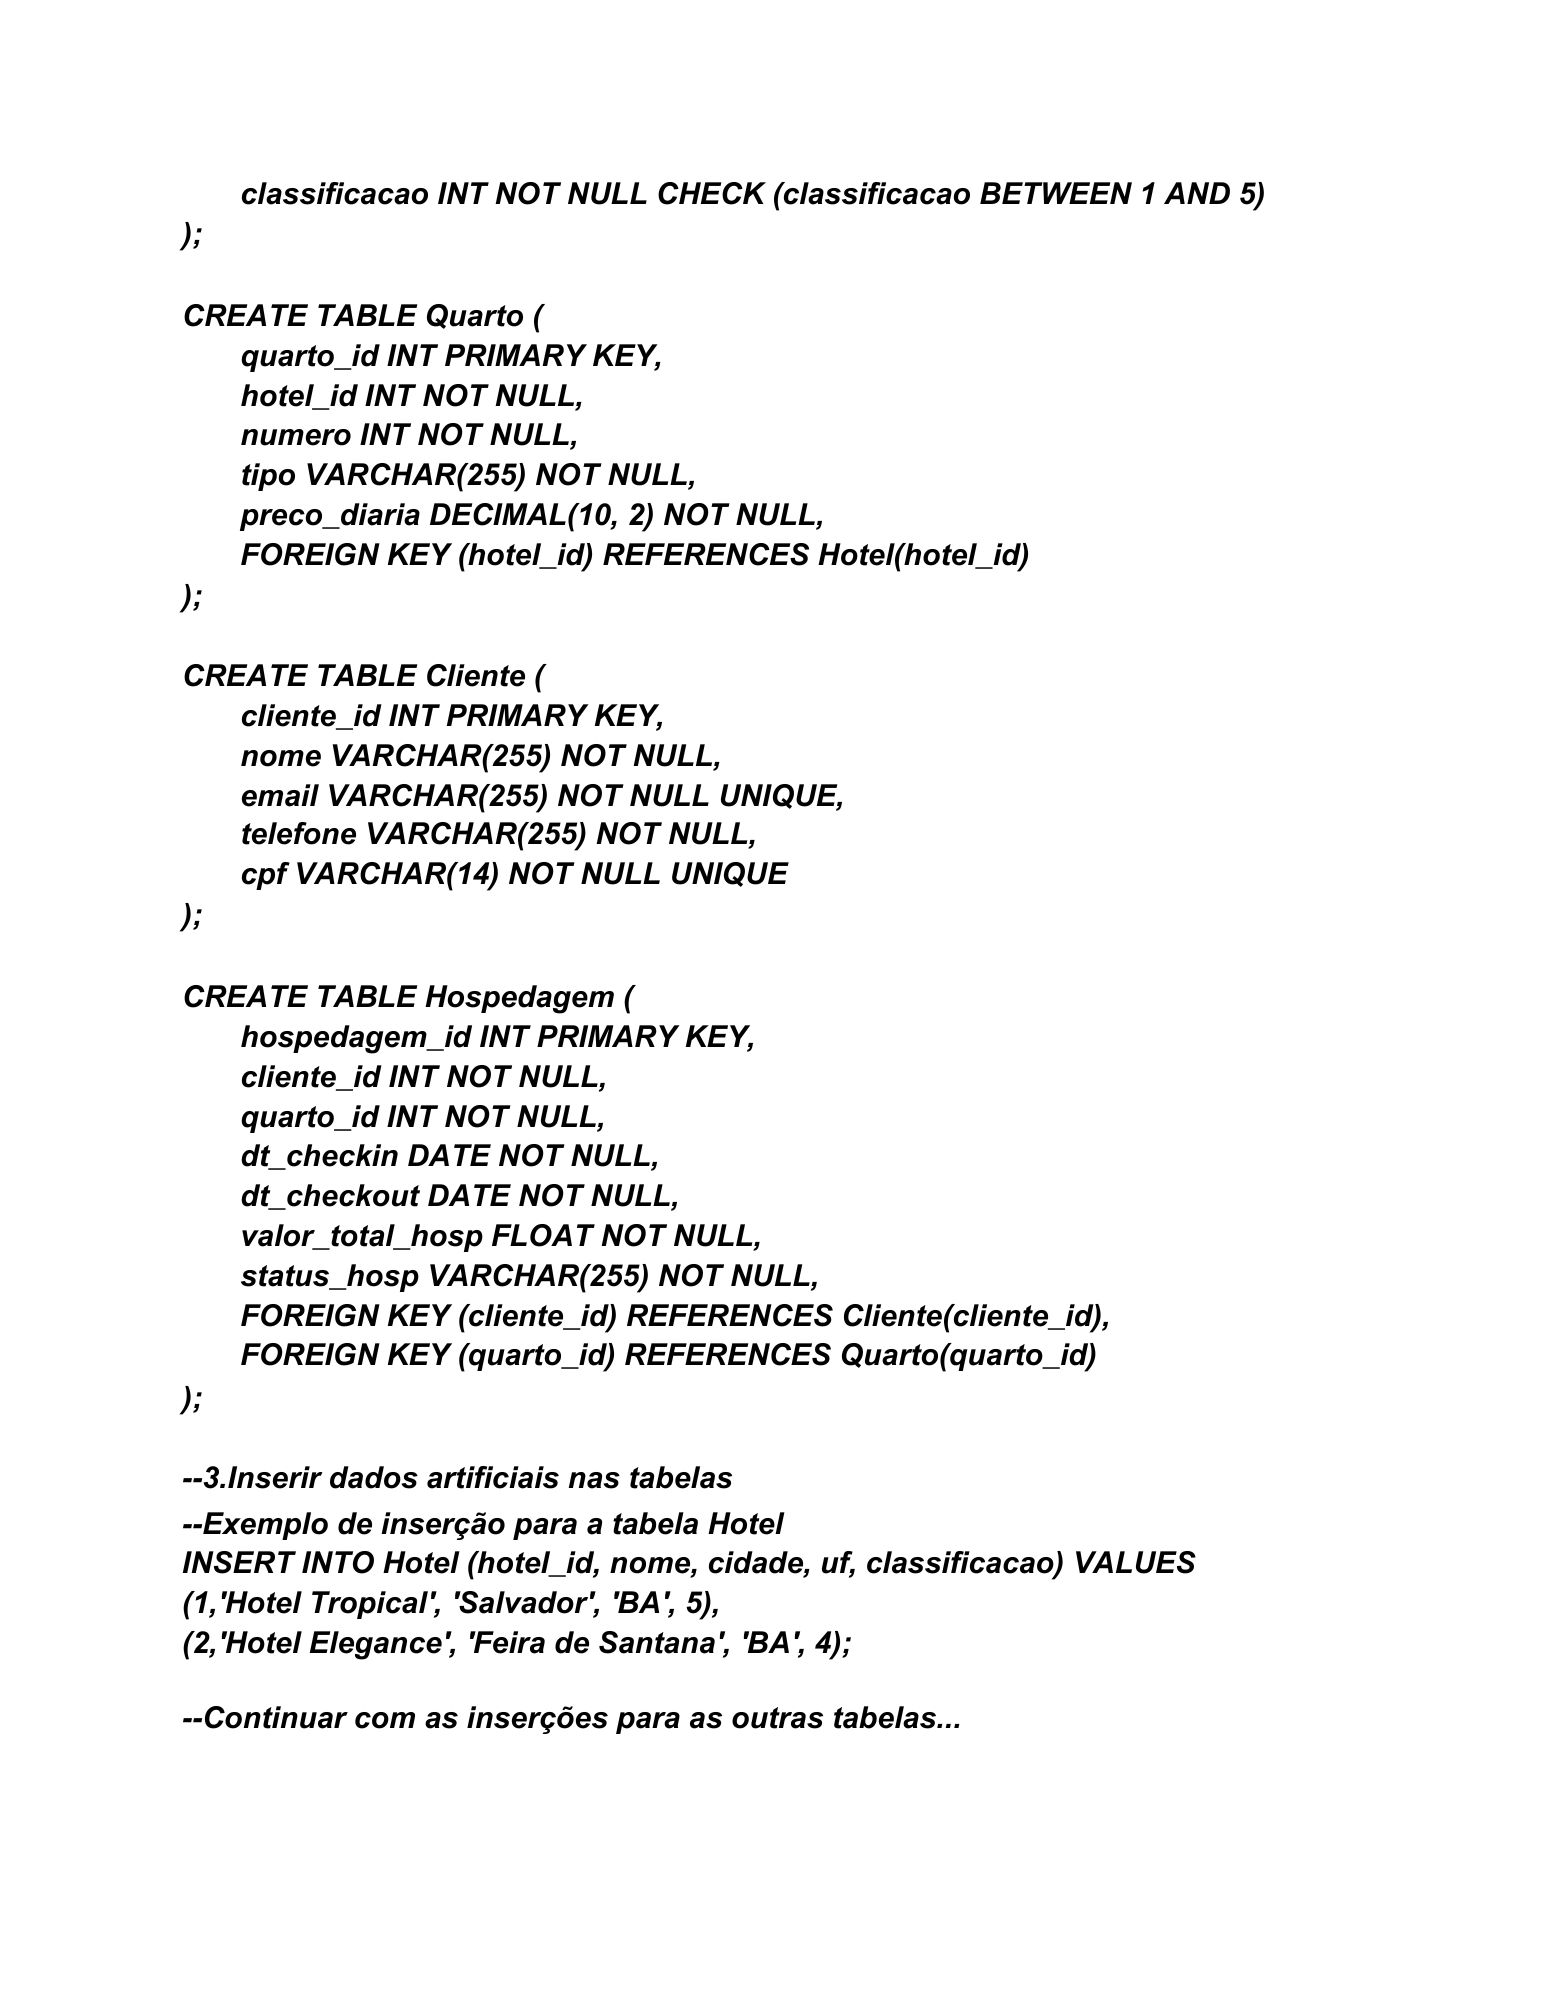 classificacao INT NOT NULL CHECK (classificacao BETWEEN 1 AND 5)
);
CREATE TABLE Quarto (
quarto_id INT PRIMARY KEY,
hotel_id INT NOT NULL,
numero INT NOT NULL,
tipo VARCHAR(255) NOT NULL,
preco_diaria DECIMAL(10, 2) NOT NULL,
FOREIGN KEY (hotel_id) REFERENCES Hotel(hotel_id)
);
CREATE TABLE Cliente (
cliente_id INT PRIMARY KEY,
nome VARCHAR(255) NOT NULL,
email VARCHAR(255) NOT NULL UNIQUE,
telefone VARCHAR(255) NOT NULL,
cpf VARCHAR(14) NOT NULL UNIQUE
);
CREATE TABLE Hospedagem (
hospedagem_id INT PRIMARY KEY,
cliente_id INT NOT NULL,
quarto_id INT NOT NULL,
dt_checkin DATE NOT NULL,
dt_checkout DATE NOT NULL,
valor_total_hosp FLOAT NOT NULL,
status_hosp VARCHAR(255) NOT NULL,
FOREIGN KEY (cliente_id) REFERENCES Cliente(cliente_id),
FOREIGN KEY (quarto_id) REFERENCES Quarto(quarto_id)
);
--3.Inserir dados artificiais nas tabelas
--Exemplo de inserção para a tabela Hotel
INSERT INTO Hotel (hotel_id, nome, cidade, uf, classificacao) VALUES
(1,'Hotel Tropical', 'Salvador', 'BA', 5),
(2,'Hotel Elegance', 'Feira de Santana', 'BA', 4);
--Continuar com as inserções para as outras tabelas...